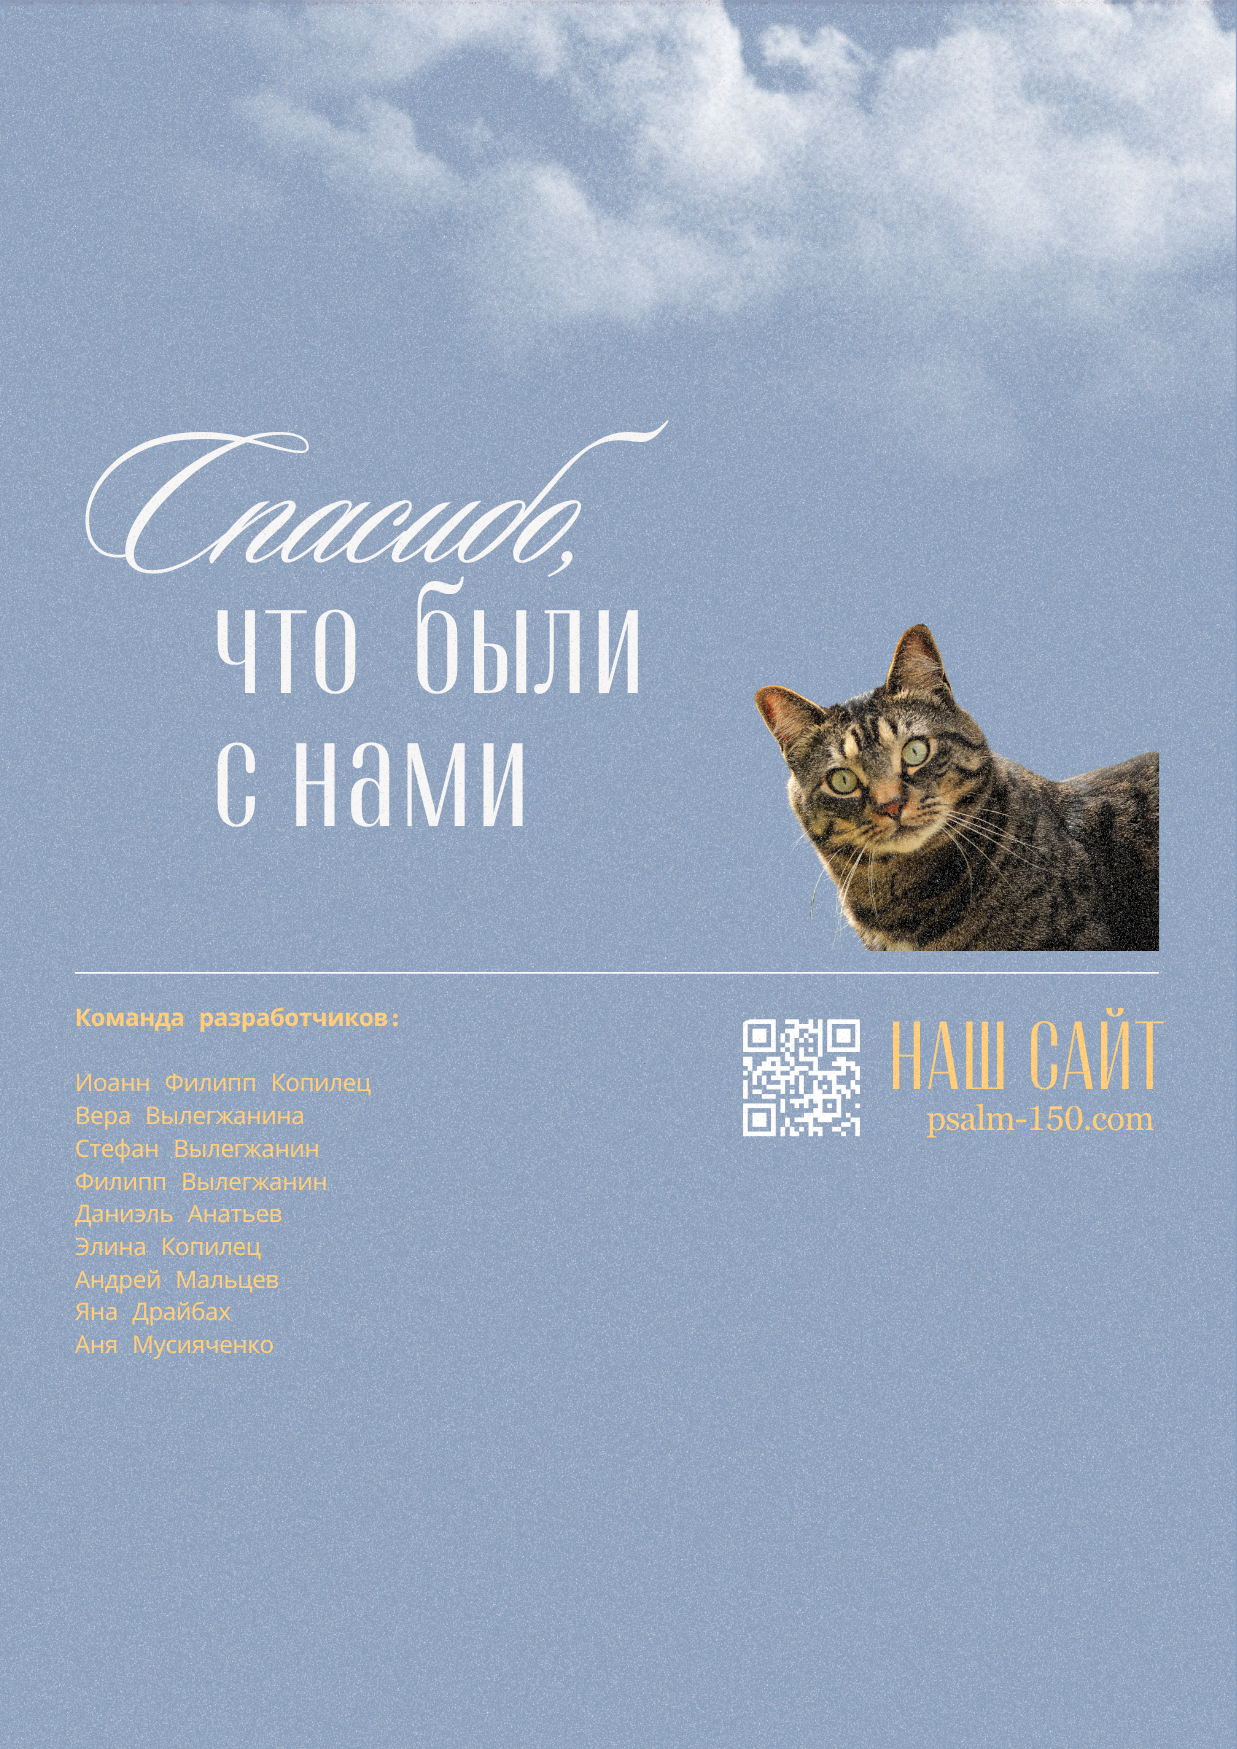 Спасибо,
что были
с нами
Команда разработчиков:
Иоанн Филипп Копилец
Вера Вылегжанина
Стефан Вылегжанин
Филипп Вылегжанин
Даниэль Анатьев
Элина Копилец
Андрей Мальцев
Яна Драйбах
Аня Мусияченко
НАШ САЙТ
psalm-150.com